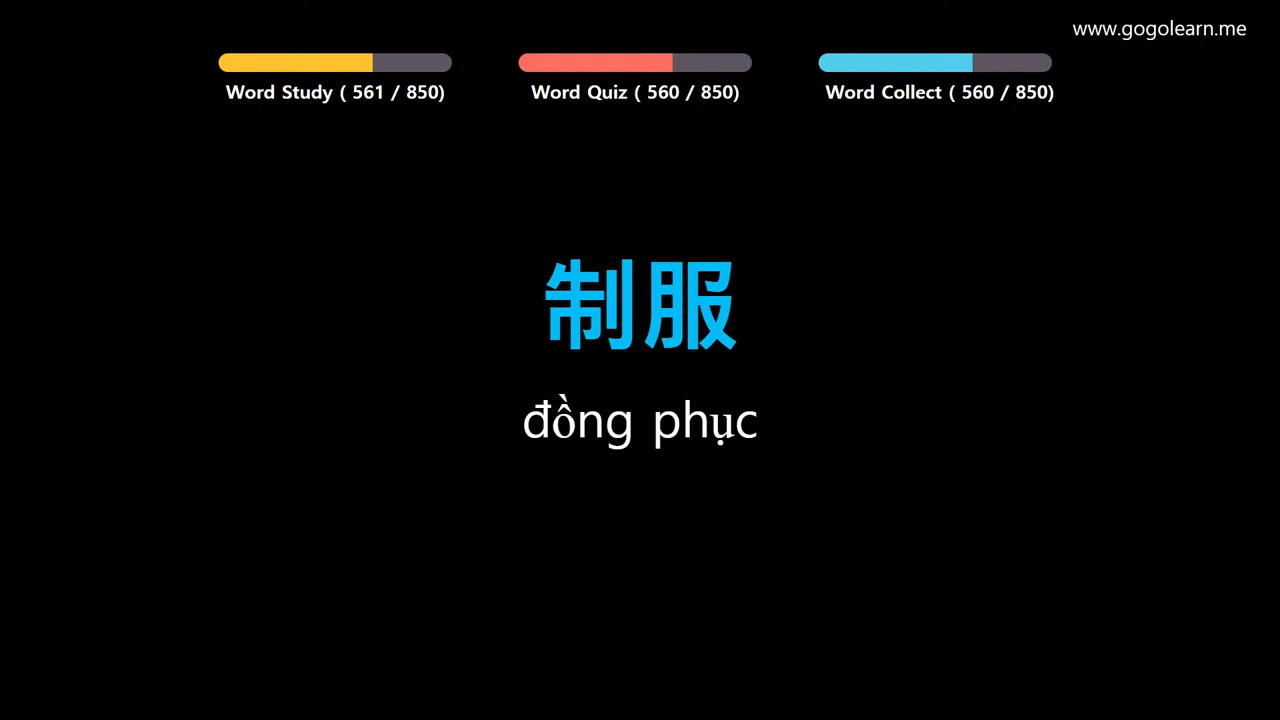 www.gogolearn.me
Word Study ( 561 / 850)
Word Quiz ( 560 / 850)
Word Collect ( 560 / 850)
制服
đồng phục